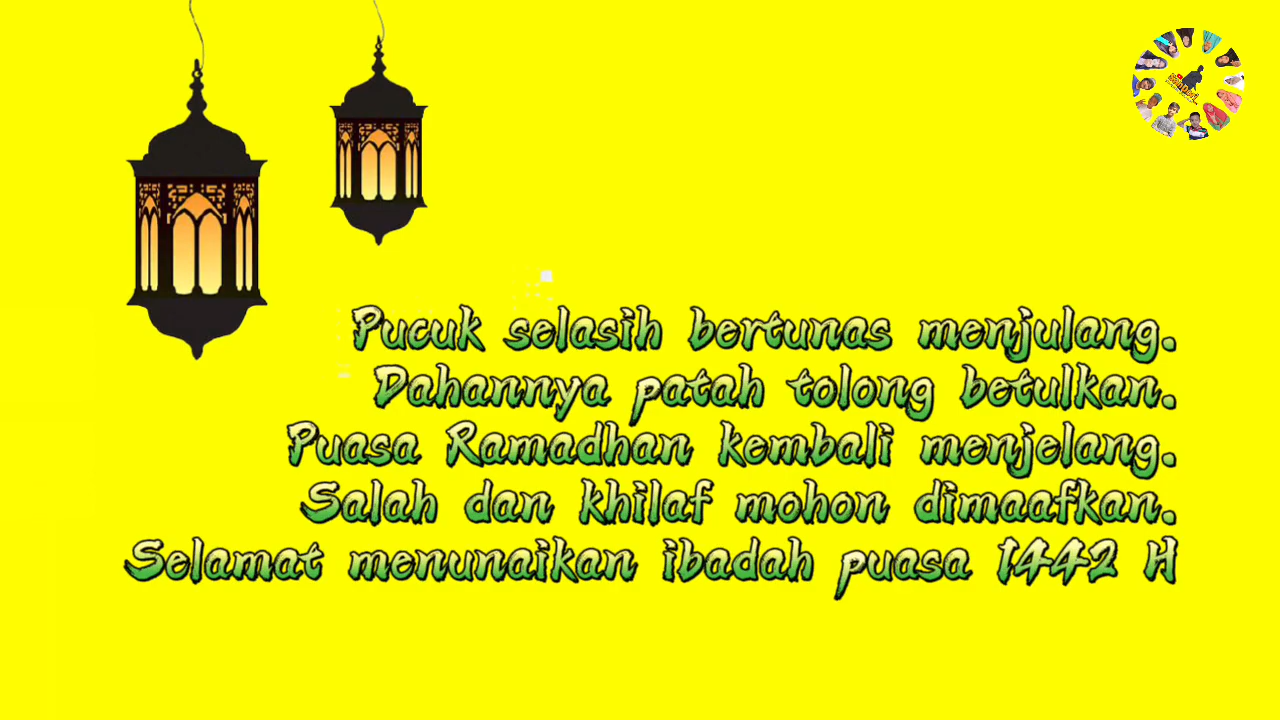 Pucuk selasih bertunas menjulang.
Dahannya patah tolong betulkan.
Puasa Ramadhan kembali menjelang.
Salah dan khilaf mohon dimaafkan.
Selamat menunaikan ibadah puasa 1442 H